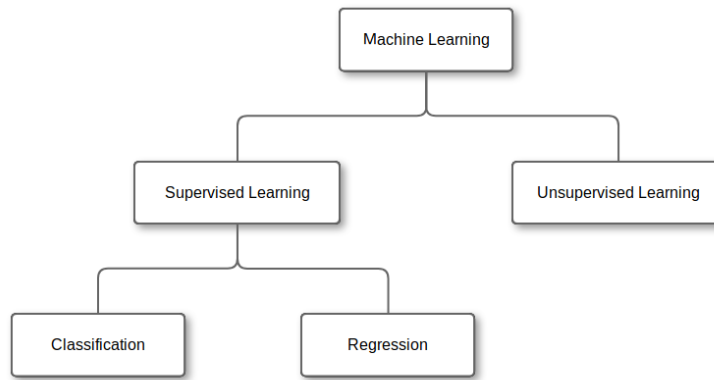 Machine Learning
Supervised Learning
Unsupervised Learning
Classification
Regression